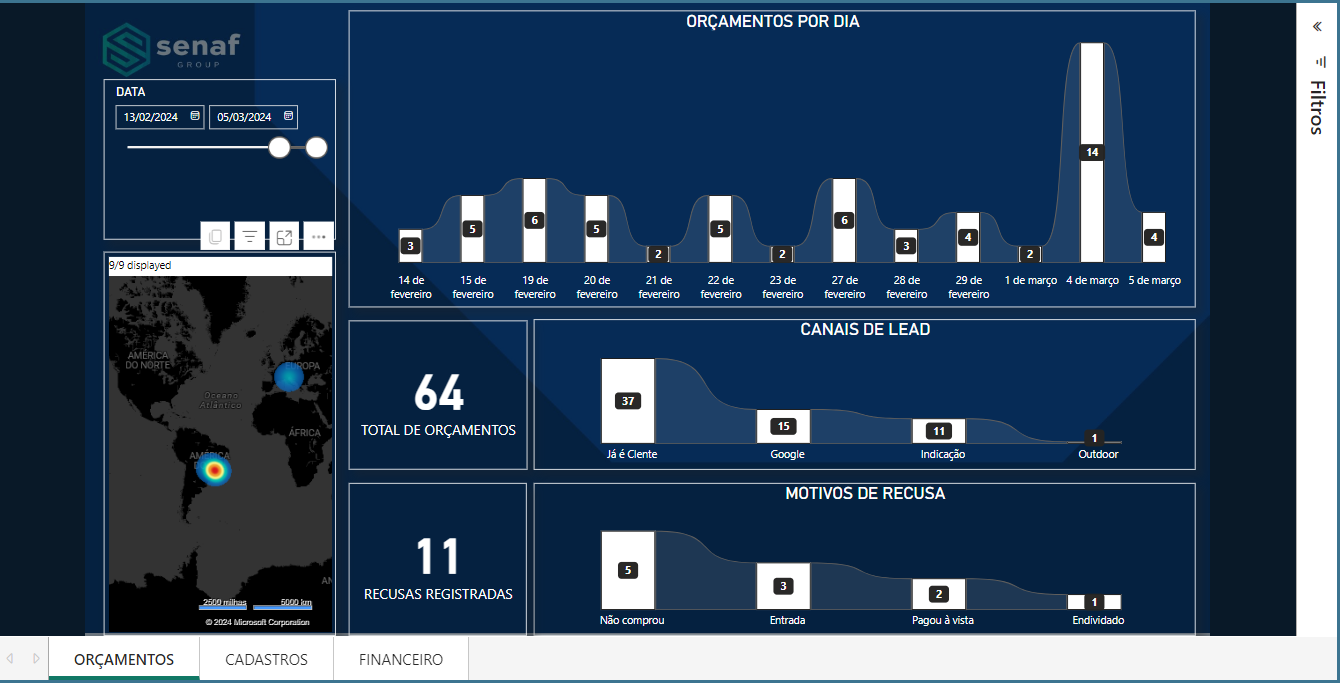 senaf
GROUP
DATA
13/02/2024
05/03/2024
9/9 displayed
AMÉRICA
DO NORTE
EUROPA
Oceano
Atlântico
ÁFRICA
AMÉRICA
2500 milhas
5000 km
© 2024 Microsoft Corporation
ORÇAMENTOS POR DIA
3
5
6
5
2
5
2
6
3
4
2
14
4
14 de
fevereiro
15 de
fevereiro
19 de
fevereiro
20 de
fevereiro
21 de
fevereiro
22 de
fevereiro
23 de
fevereiro
27 de
fevereiro
28 de
fevereiro
29 de
fevereiro
1 de março
4 de março
5 de março
64
TOTAL DE ORÇAMENTOS
CANAIS DE LEAD
37
15
11
1
Já é Cliente
Google
Indicação
Outdoor
11
RECUSAS REGISTRADAS
MOTIVOS DE RECUSA
5
3
2
1
Não comprou
Entrada
Pagou à vista
Endividado
Filtros
ORÇAMENTOS
CADASTROS
FINANCEIRO